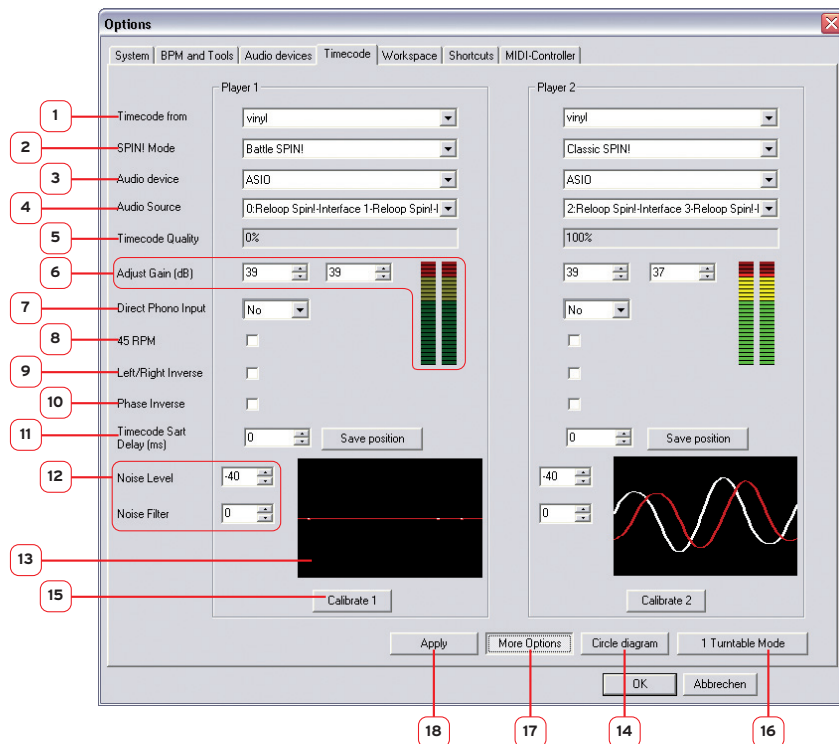 Options
System BPM and Tools Audio devices Timecode Workspace Shortcuts MIDI-Controller
Player 1 Player 2
1 Timecode from vinyl vinyl
2 SPIN! Mode Battle SPIN! Classic SPIN!
3 Audio device ASIO ASIO
4 Audio Source 0:Reloop Spin!-Interface 1-Reloop Spin!-I 2:Reloop Spin!-Interface 3-Reloop Spin!-I
5 Timecode Quality 0% 100%
6 Adjust Gain (dB) 39 39 39 37
7 Direct Phono Input No No
8 45 RPM
9 Left/Right Inverse
10 Phase Inverse
11 Timecode Sart
Delay (ms) 0 Save position 0 Save position
12 Noise Level -40 -40
Noise Filter 0 0
13
15 Calibrate 1 Calibrate 2
Apply More Options Circle diagram 1 Turntable Mode
OK Abbrechen
18 17 14 16